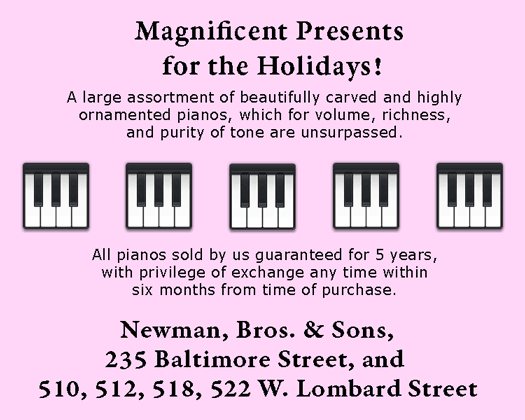 Magnificent Presents
for the Holidays!
A large assortment of beautifully carved and highly
ornamented pianos, which for volume, richness,
and purity of tone are unsurpassed.
All pianos sold by us guaranteed for 5 years,
with privilege of exchange any time within
six months from time of purchase.
Newman, Bros. & Sons,
235 Baltimore Street, and
510, 512, 518, 522 W. Lombard Street